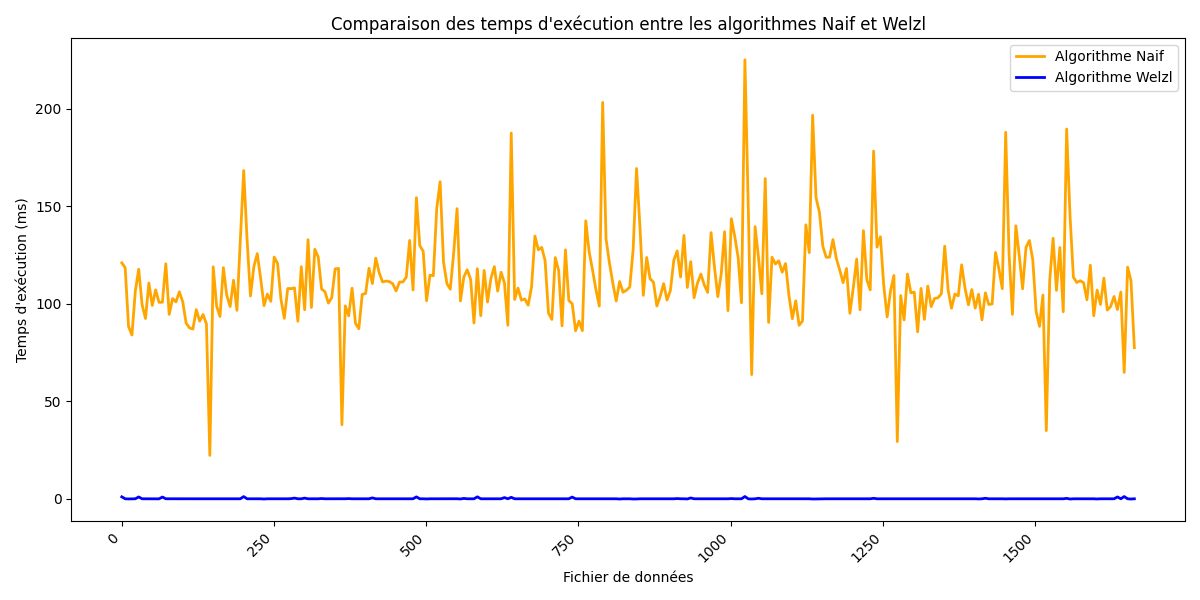 Comparaison des temps d'exécution entre les algorithmes Naif et Welzl
Algorithme Naif
Algorithme Welzl
Temps d'exécution (ms)
200
150
100
50
0
0
250
500
750
1000
1250
1500
Fichier de données